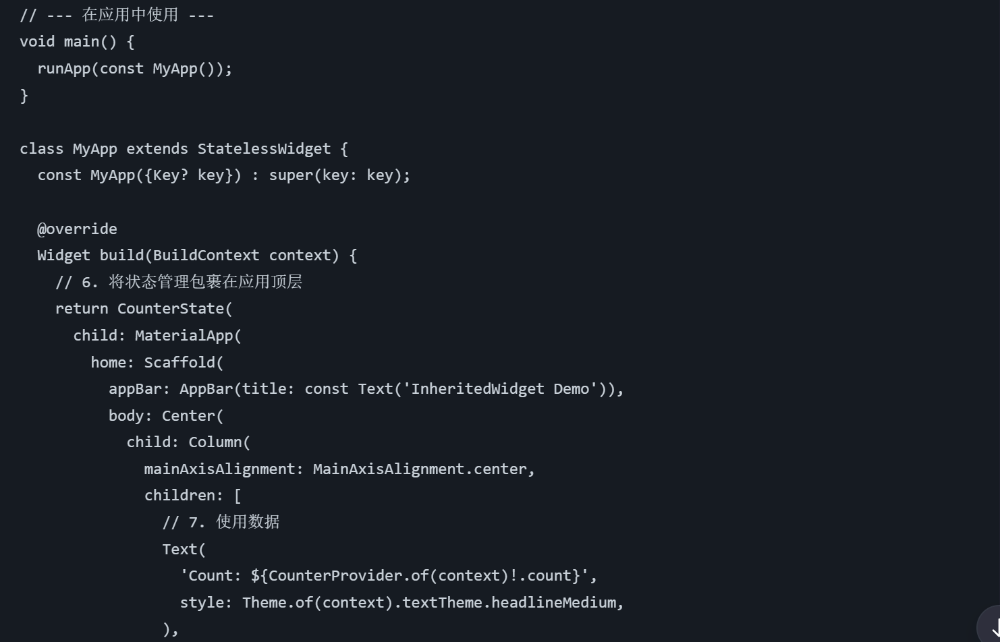 // --- 在应用中使用 ---
void main() {
  runApp(const MyApp());
}

class MyApp extends StatelessWidget {
  const MyApp({Key? key}) : super(key: key);

  @override
  Widget build(BuildContext context) {
    // 6. 将状态管理包裹在应用顶层
    return CounterState(
      child: MaterialApp(
        home: Scaffold(
          appBar: AppBar(title: const Text('InheritedWidget Demo')),
          body: Center(
            child: Column(
              mainAxisAlignment: MainAxisAlignment.center,
              children: [
                // 7. 使用数据
                Text(
                  'Count: ${CounterProvider.of(context)!.count}',
                  style: Theme.of(context).textTheme.headlineMedium,
                ),